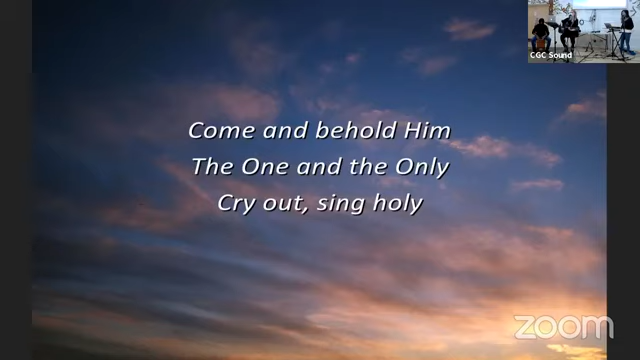 CGC Sound
Come and behold Him
The One and the Only
Cry out, sing holy
zoom